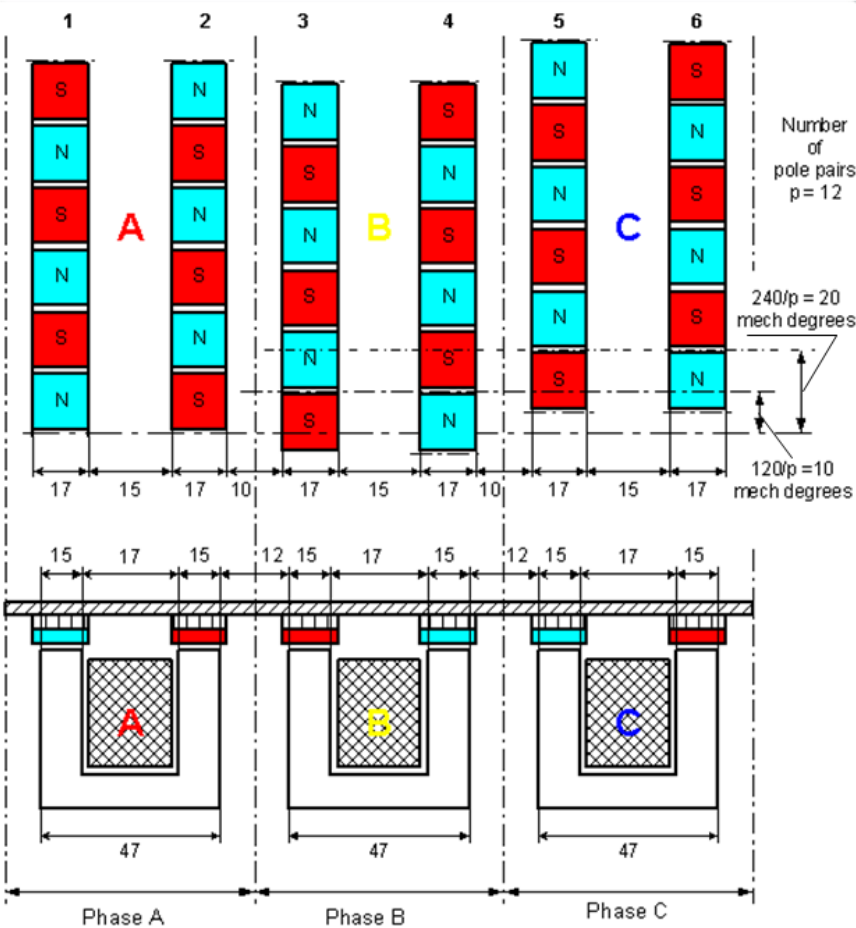 1 2 3 4 5 6
S N N S N S
N S S N S N
S N N S N S
N S S N S N
S N N S N S
N S S N S N
A B C
Number
of
pole pairs
p = 12
240/p = 20
mech degrees
120/p =10
mech degrees
17 15 17 10 17 15 17 10 17 15 17
15 17 15 12 15 17 15 12 15 17 15
A B C
47 47 47
Phase A Phase B Phase C